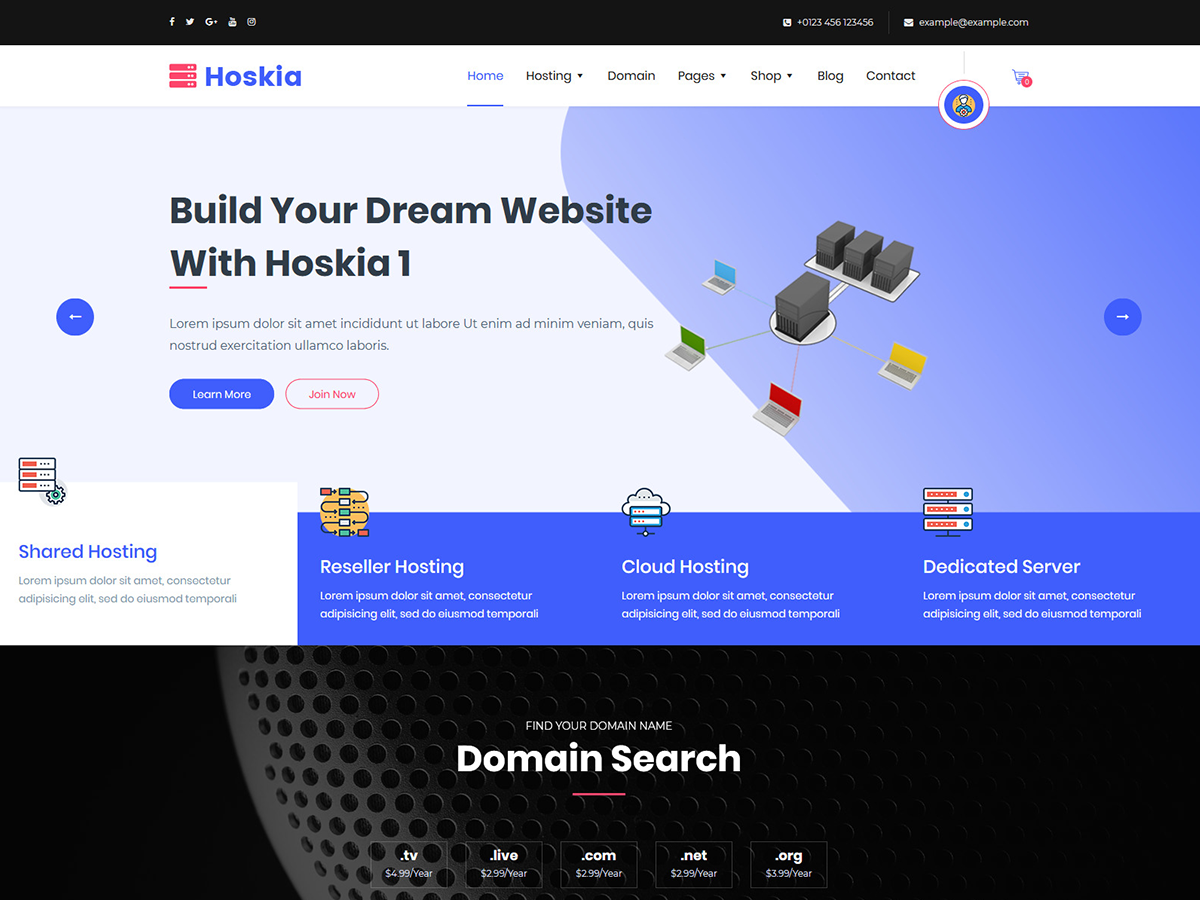 +0123 456 123456
example@example.com
Hoskia
Home
Hosting
Domain
Pages
Shop
Blog
Contact
0
Build Your Dream Website
With Hoskia 1
Lorem ipsum dolor sit amet incididunt ut labore Ut enim ad minim veniam, quis
nostrud exercitation ullamco laboris.
Learn More
Join Now
Shared Hosting
Lorem ipsum dolor sit amet, consectetur
adipisicing elit, sed do eiusmod temporali
Reseller Hosting
Lorem ipsum dolor sit amet, consectetur
adipisicing elit, sed do eiusmod temporali
Cloud Hosting
Lorem ipsum dolor sit amet, consectetur
adipisicing elit, sed do eiusmod temporali
Dedicated Server
Lorem ipsum dolor sit amet, consectetur
adipisicing elit, sed do eiusmod temporali
FIND YOUR DOMAIN NAME
Domain Search
.tv
$4.99/Year
.live
$2.99/Year
.com
$2.99/Year
.net
$2.99/Year
.org
$3.99/Year